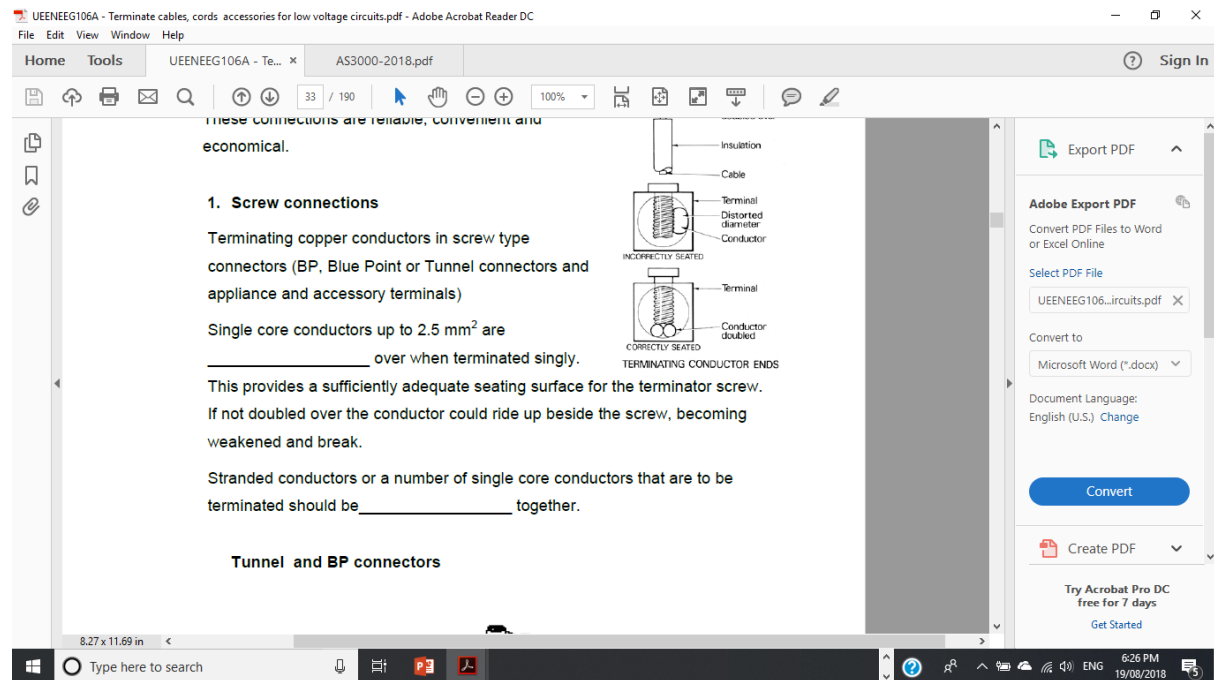 UEENEEG106A - Terminate cables, cords accessories for low voltage circuits.pdf - Adobe Acrobat Reader DC
File Edit View Window Help
Home Tools UEENEEG106A - Te... × AS3000-2018.pdf Sign In
33 / 190 100%
These connections are reliable, convenient and
economical.
Insulation
Cable
1. Screw connections
Terminating copper conductors in screw type
connectors (BP, Blue Point or Tunnel connectors and
appliance and accessory terminals)
Single core conductors up to 2.5 mm² are
____________________ over when terminated singly.
This provides a sufficiently adequate seating surface for the terminator screw.
If not doubled over the conductor could ride up beside the screw, becoming
weakened and break.
Stranded conductors or a number of single core conductors that are to be
terminated should be___________________ together.
Tunnel and BP connectors
Terminal
Distorted
diameter
Conductor
INCORRECTLY SEATED
Terminal
Conductor
doubled
CORRECTLY SEATED
TERMINATING CONDUCTOR ENDS
8.27 x 11.69 in
Export PDF
Adobe Export PDF
Convert PDF Files to Word
or Excel Online
Select PDF File
UEENEEG106...ircuits.pdf
Convert to
Microsoft Word (*.docx)
Document Language:
English (U.S.) Change
Convert
Create PDF
Try Acrobat Pro DC
free for 7 days
Get Started
Type here to search
ENG
6:26 PM
19/08/2018
5